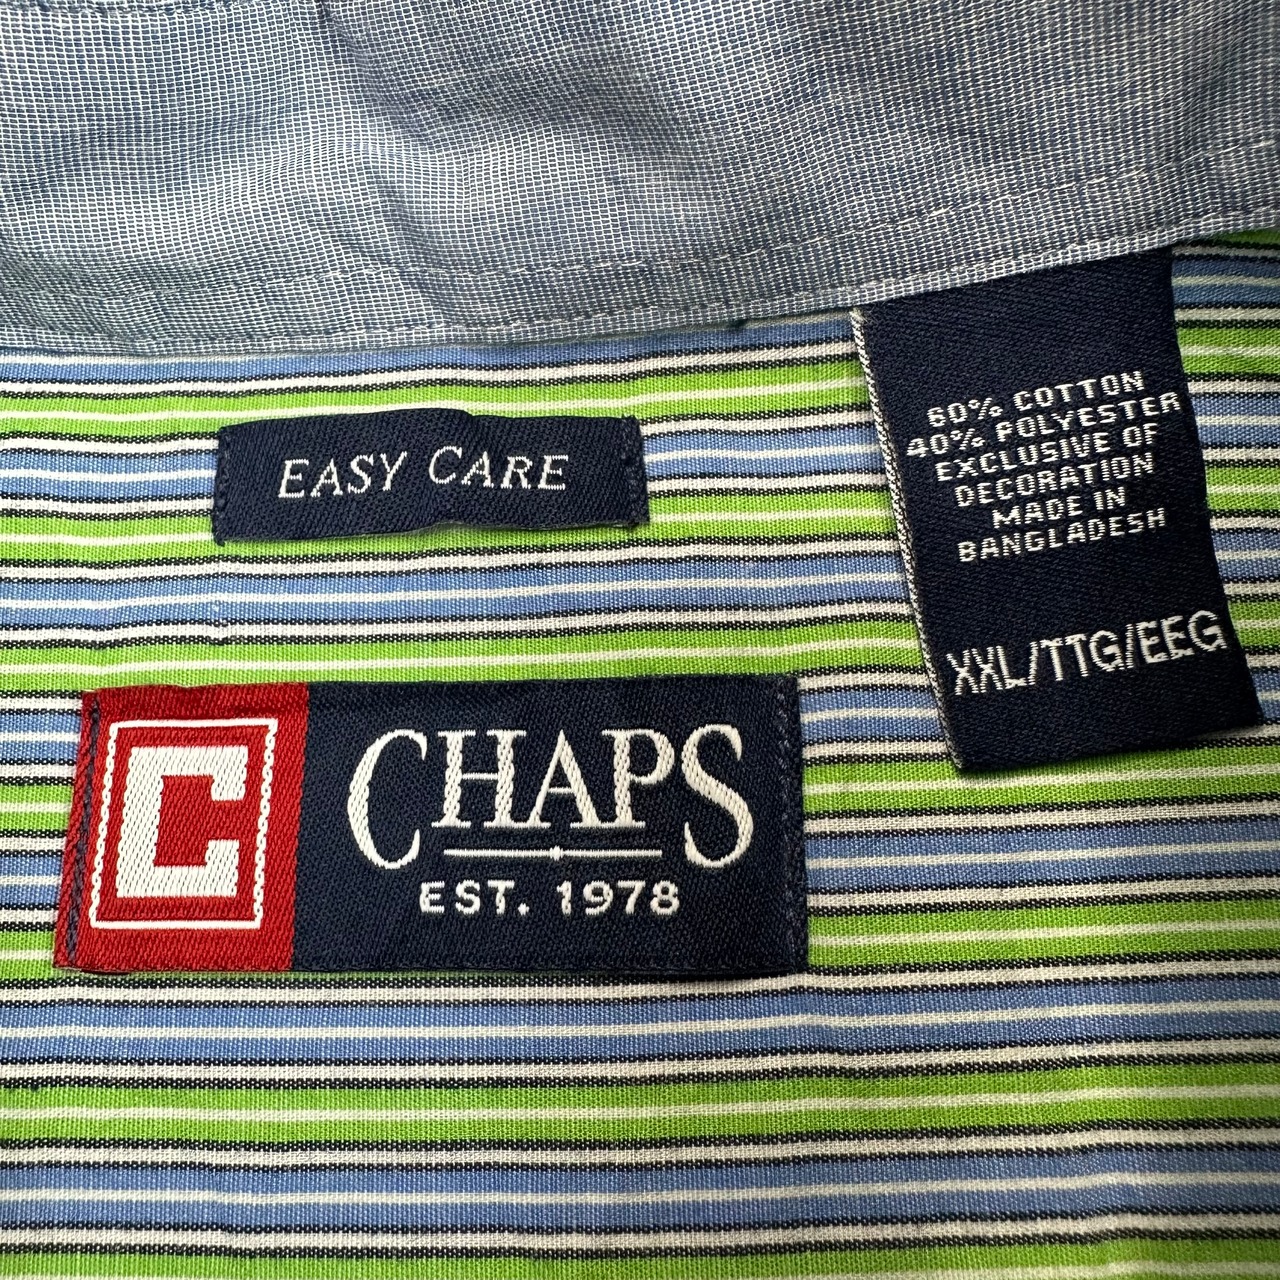 EASY CARE
60% COTTON
40% POLYESTER
EXCLUSIVE OF
DECORATION
MADE IN
BANGLADESH
XXL/TTG/EEG
C
CHAPS
EST. 1978